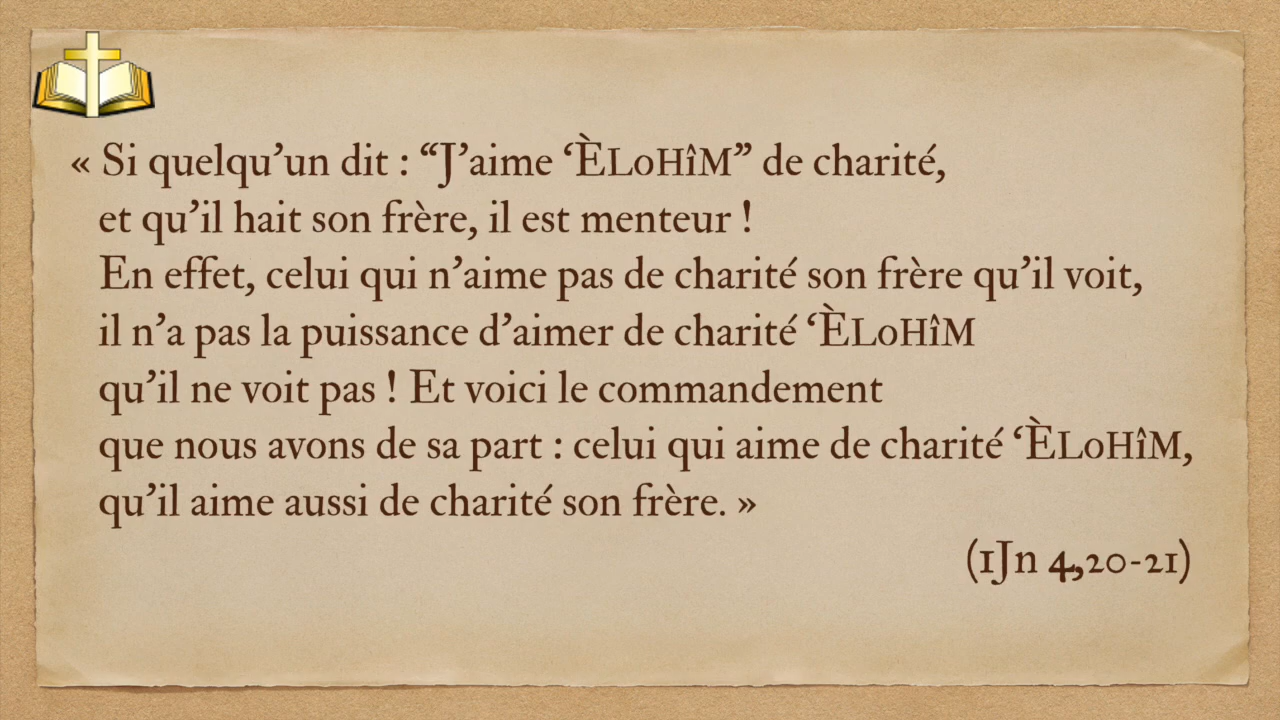 « Si quelqu’un dit : “J’aime ‘ÈLoHîM” de charité,
et qu’il hait son frère, il est menteur !
En effet, celui qui n’aime pas de charité son frère qu’il voit,
il n’a pas la puissance d’aimer de charité ‘ÈLoHîM
qu’il ne voit pas ! Et voici le commandement
que nous avons de sa part : celui qui aime de charité ‘ÈLoHîM,
qu’il aime aussi de charité son frère. »
(1Jn 4,20-21)